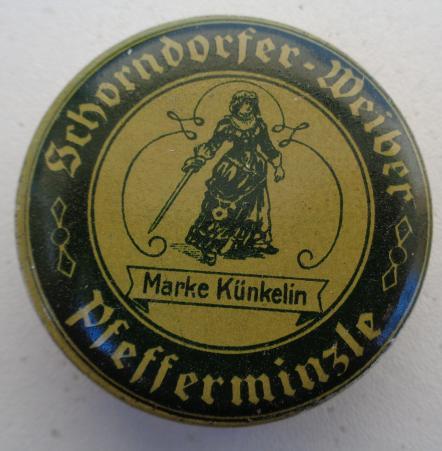 Schorndorfer-Weiber
Marke Künkelin
Pfefferminzle